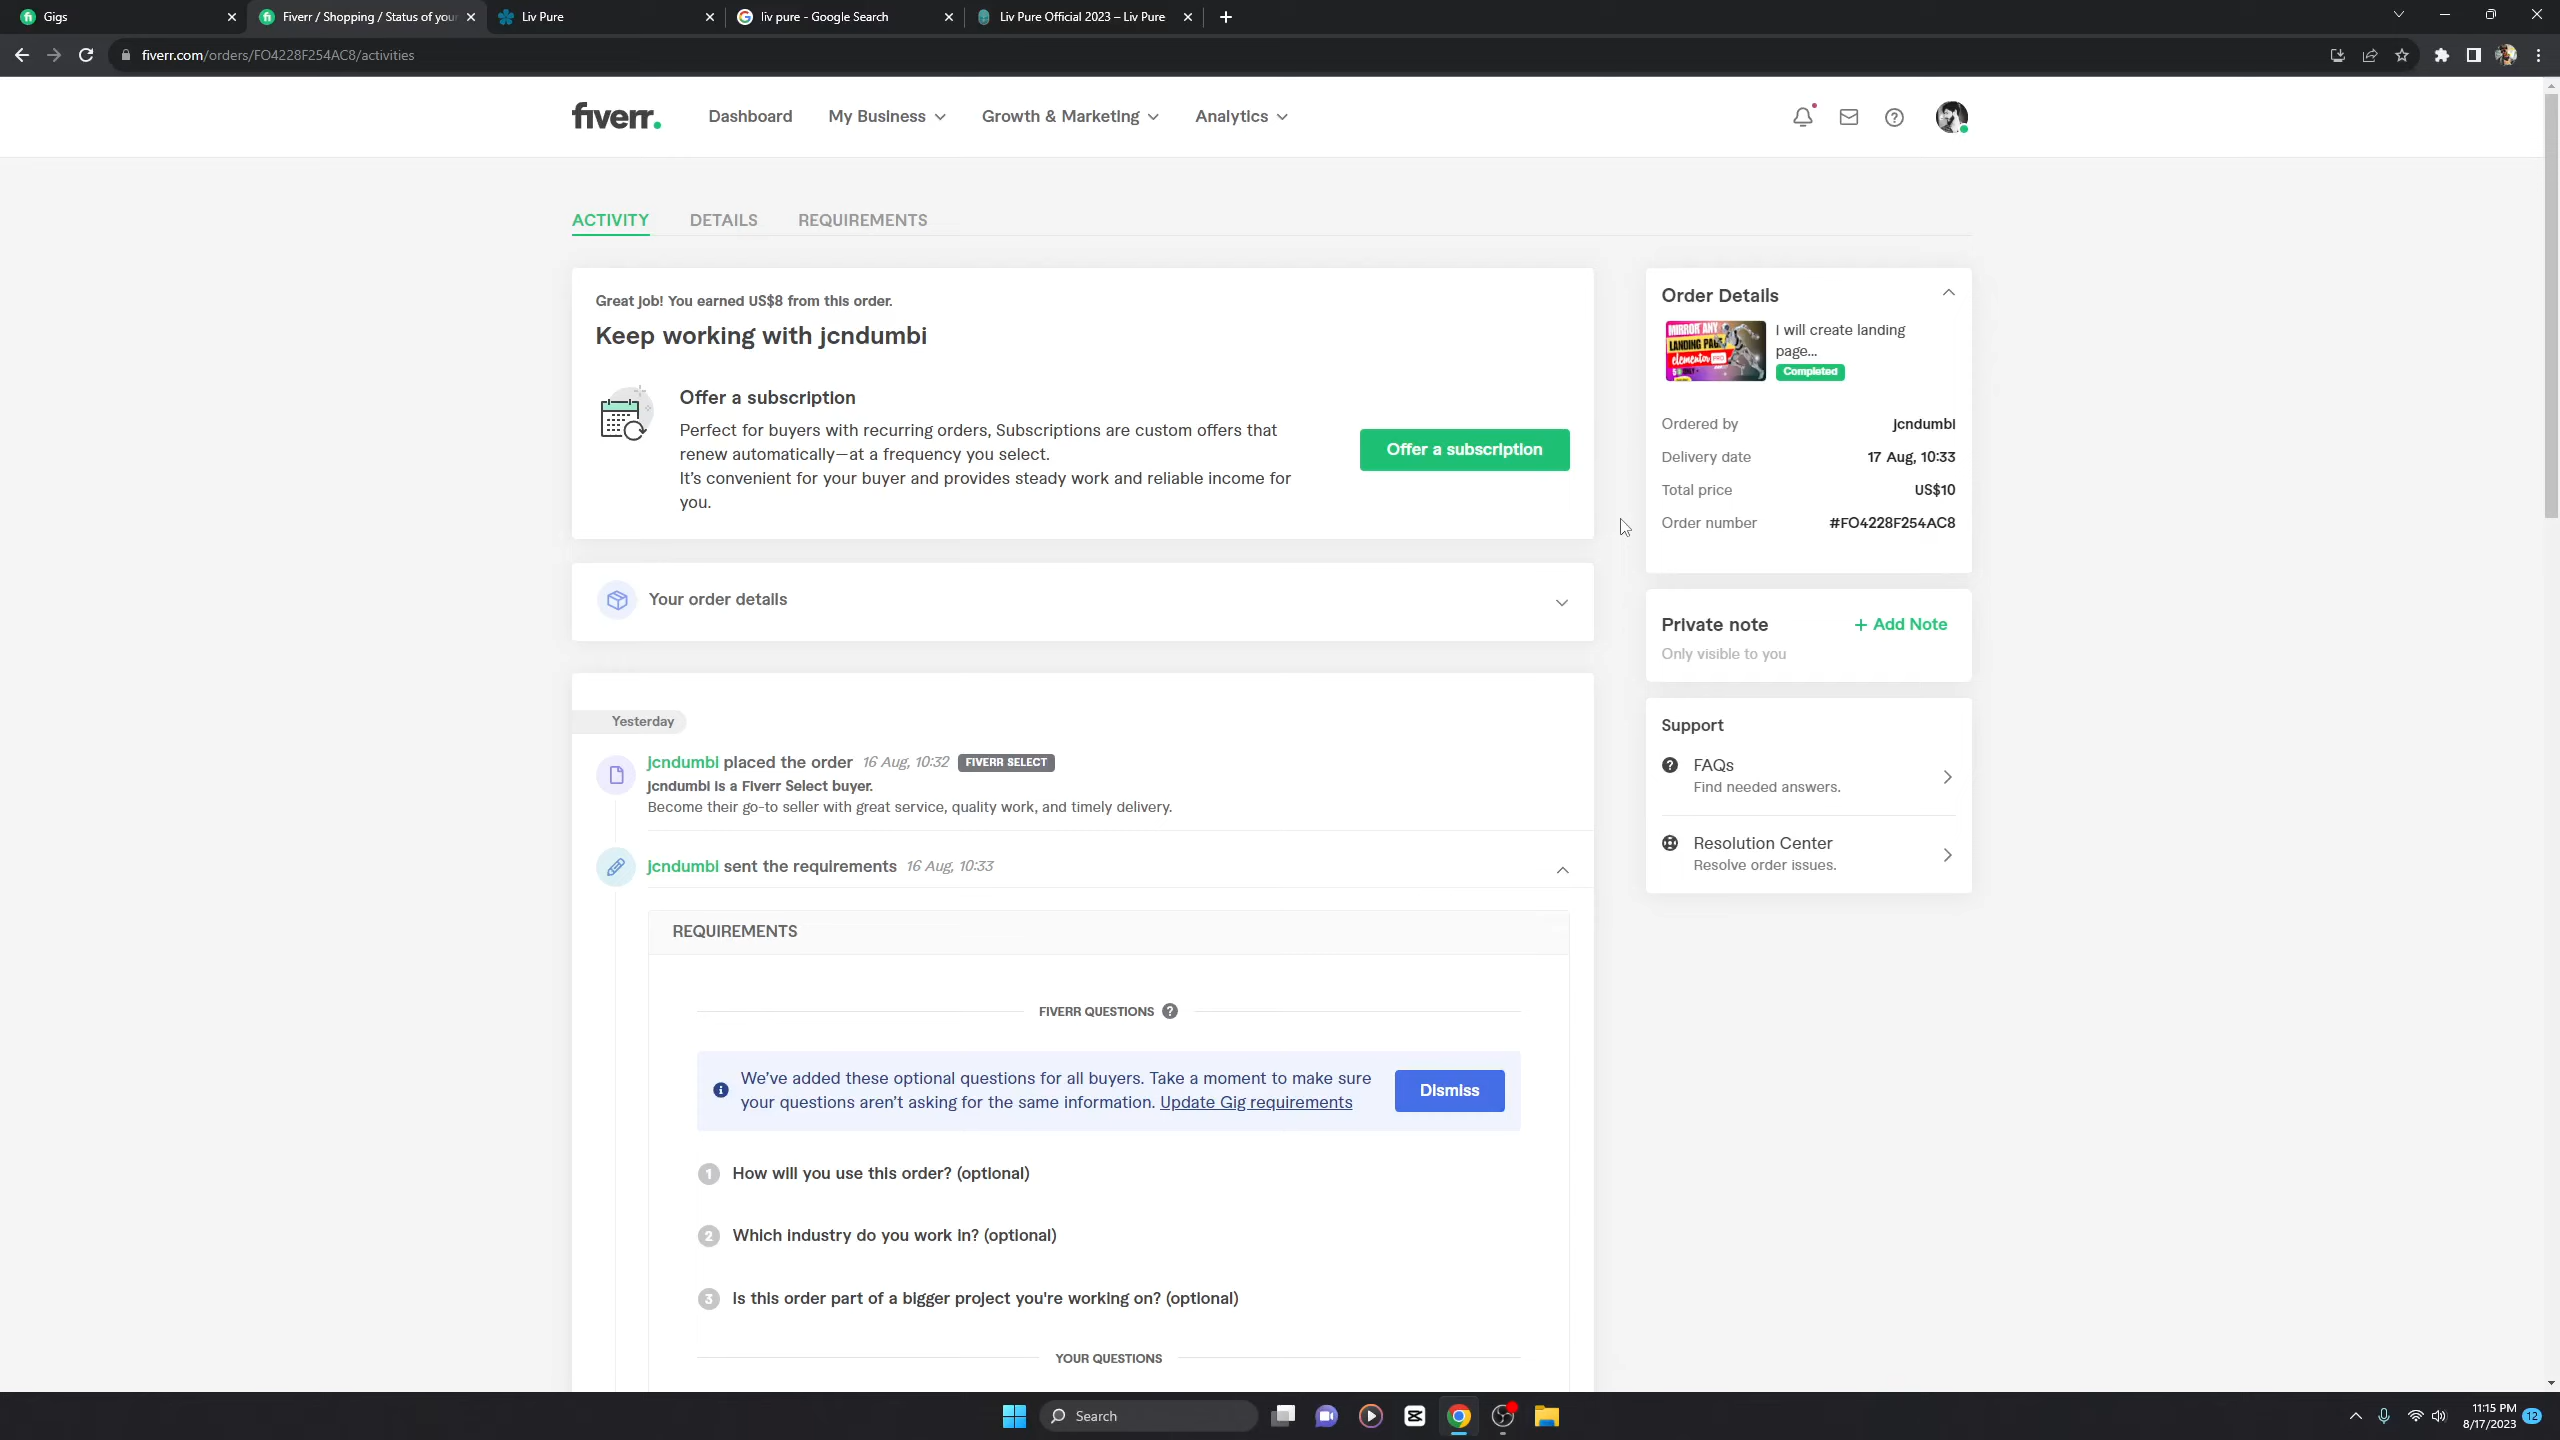 Gigs
Fiverr / Shopping / Status of your
Liv Pure
liv pure - Google Search
Liv Pure Official 2023 – Liv Pure
fiverr.com/orders/FO4228F254AC8/activities
fiverr.
Dashboard
My Business
Growth & Marketing
Analytics
ACTIVITY
DETAILS
REQUIREMENTS
Great job! You earned US$8 from this order.
Keep working with jcndumbi
Offer a subscription
Perfect for buyers with recurring orders, Subscriptions are custom offers that
renew automatically—at a frequency you select.
It's convenient for your buyer and provides steady work and reliable income for
you.
Offer a subscription
Order Details
MIRROR ANY
LANDING PAGE
elementor PRO
I will create landing
page...
Completed
Ordered by
jcndumbi
Delivery date
17 Aug, 10:33
Total price
US$10
Order number
#FO4228F254AC8
Your order details
Private note
+ Add Note
Only visible to you
Support
FAQs
Find needed answers.
Resolution Center
Resolve order issues.
Yesterday
jcndumbi placed the order 16 Aug, 10:32 FIVERR SELECT
jcndumbi is a Fiverr Select buyer.
Become their go-to seller with great service, quality work, and timely delivery.
jcndumbi sent the requirements 16 Aug, 10:33
REQUIREMENTS
FIVERR QUESTIONS ?
We've added these optional questions for all buyers. Take a moment to make sure
your questions aren't asking for the same information. Update Gig requirements
Dismiss
1 How will you use this order? (optional)
2 Which industry do you work in? (optional)
3 Is this order part of a bigger project you're working on? (optional)
YOUR QUESTIONS
Search
11:15 PM
8/17/2023
12